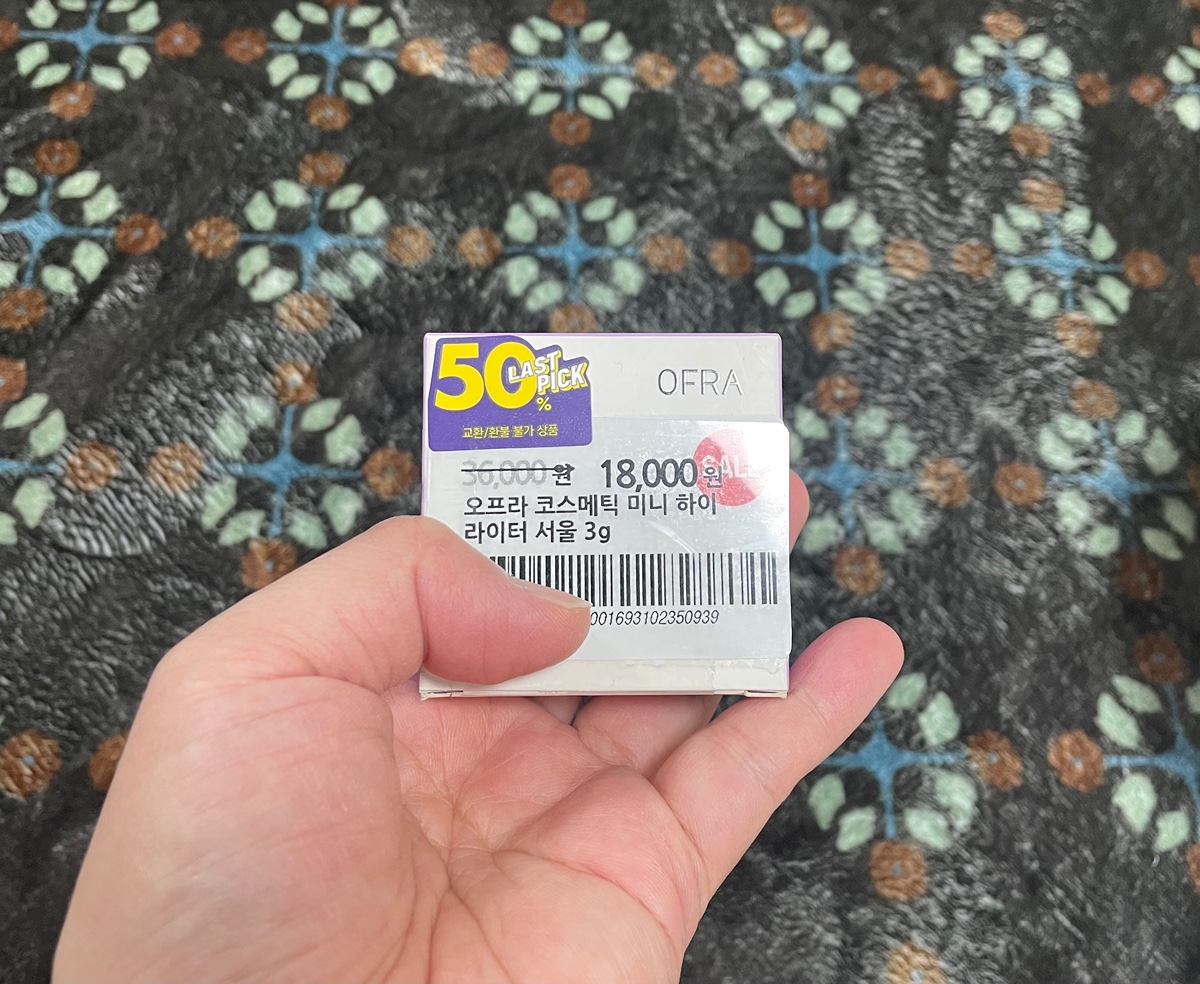 50%
LAST
PICK
교환/환불 불가 상품
OFRA
SALE
36,000원 18,000원
오프라 코스메틱 미니 하이
라이터 서울 3g
001693102350939